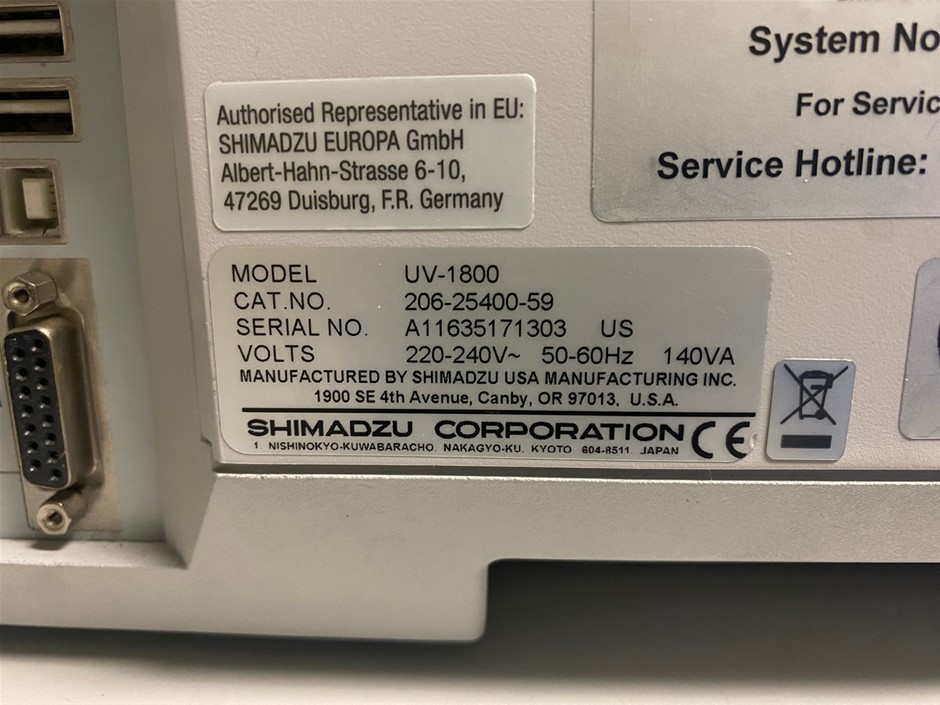 System No
For Servic
Service Hotline:
Authorised Representative in EU:
SHIMADZU EUROPA GmbH
Albert-Hahn-Strasse 6-10,
47269 Duisburg, F.R. Germany
MODEL UV-1800
CAT.NO. 206-25400-59
SERIAL NO. A11635171303 US
VOLTS 220-240V~ 50-60Hz 140VA
MANUFACTURED BY SHIMADZU USA MANUFACTURING INC.
1900 SE 4th Avenue, Canby, OR 97013, U.S.A.
SHIMADZU CORPORATION CE
1. NISHINOKYO-KUWABARACHO. NAKAGYO-KU. KYOTO 604-8511. JAPAN